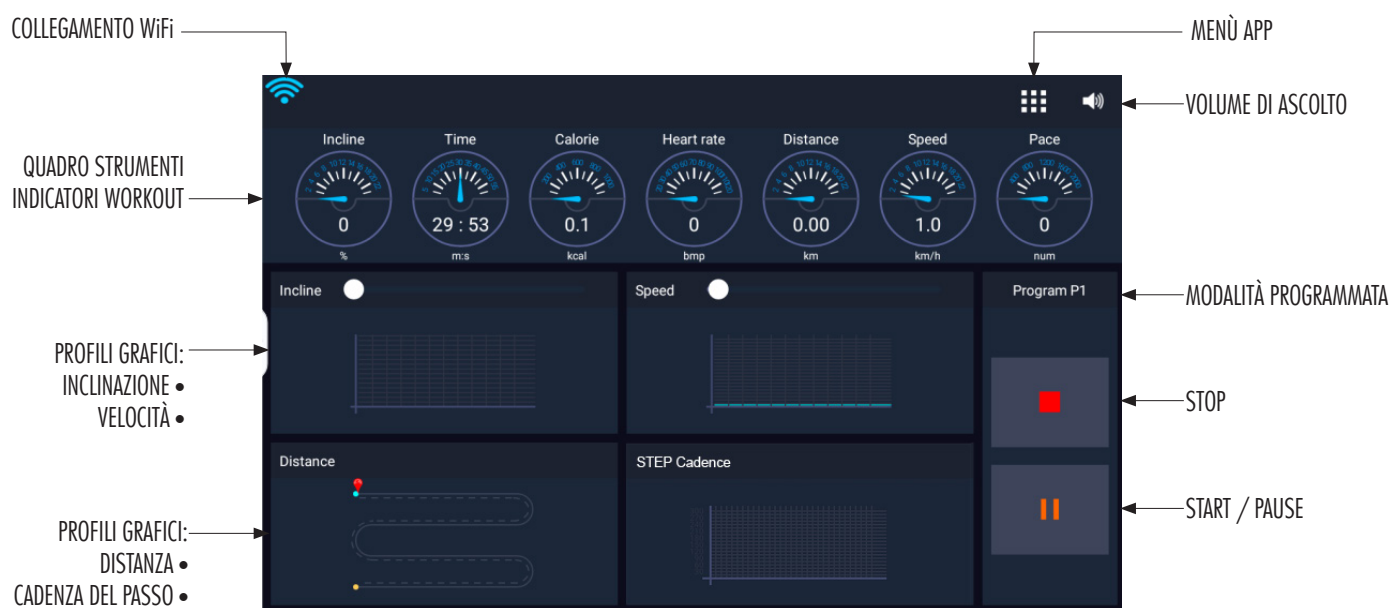 COLLEGAMENTO WiFi
MENÙ APP
VOLUME DI ASCOLTO
QUADRO STRUMENTI
INDICATORI WORKOUT
Incline Time Calorie Heart rate Distance Speed Pace
0 29 : 53 0.1 0 0.00 1.0 0
% m:s kcal bmp km km/h num
Incline Speed Program P1
MODALITÀ PROGRAMMATA
PROFILI GRAFICI:
INCLINAZIONE •
VELOCITÀ •
STOP
Distance STEP Cadence
START / PAUSE
PROFILI GRAFICI:
DISTANZA •
CADENZA DEL PASSO •